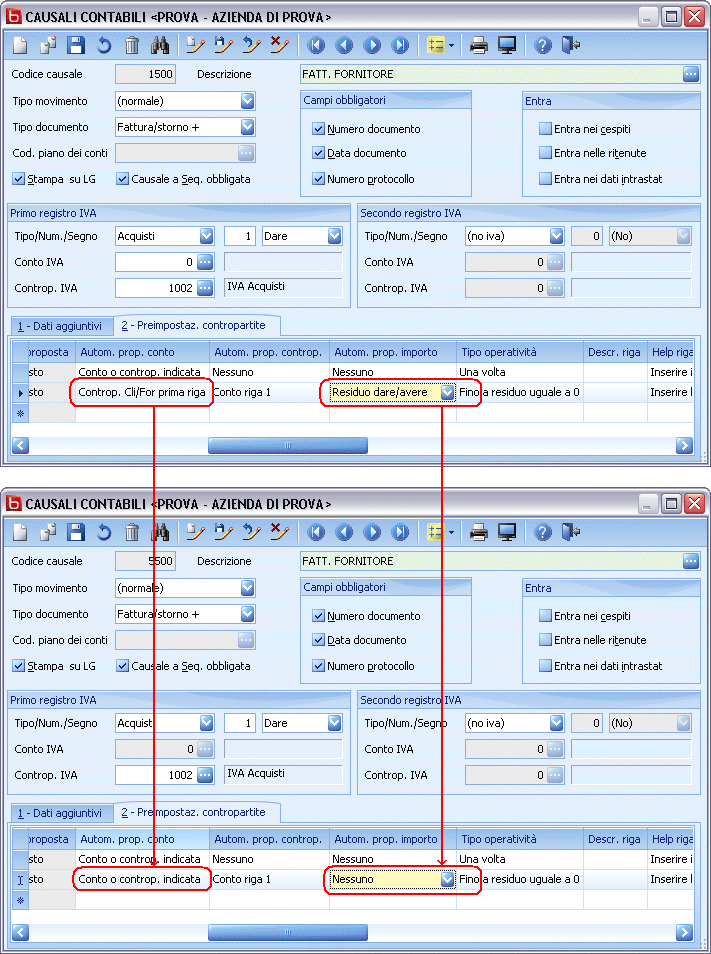 CAUSALI CONTABILI <PROVA - AZIENDA DI PROVA>
Codice causale 1500 Descrizione FATT. FORNITORE
Tipo movimento (normale)
Tipo documento Fattura/storno +
Cod. piano dei conti
Stampa su LG Causale a Seq. obbligata
Campi obbligatori
Numero documento
Data documento
Numero protocollo
Entra
Entra nei cespiti
Entra nelle ritenute
Entra nei dati intrastat
Primo registro IVA
Tipo/Num./Segno Acquisti 1 Dare
Conto IVA 0
Controp. IVA 1002 IVA Acquisti
Secondo registro IVA
Tipo/Num./Segno (no iva) 0 (No)
Conto IVA 0
Controp. IVA 0
1 - Dati aggiuntivi 2 - Preimpostaz. contropartite
proposta Autom. prop. conto Autom. prop. controp. Autom. prop. importo Tipo operatività Descr. riga Help riga
sto Conto o controp. indicata Nessuno Nessuno Una volta Inserire i
sto Controp. Cli/For prima riga Conto riga 1 Residuo dare/avere Fino a residuo uguale a 0 Inserire l
CAUSALI CONTABILI <PROVA - AZIENDA DI PROVA>
Codice causale 5500 Descrizione FATT. FORNITORE
Tipo movimento (normale)
Tipo documento Fattura/storno +
Cod. piano dei conti
Stampa su LG Causale a Seq. obbligata
Campi obbligatori
Numero documento
Data documento
Numero protocollo
Entra
Entra nei cespiti
Entra nelle ritenute
Entra nei dati intrastat
Primo registro IVA
Tipo/Num./Segno Acquisti 1 Dare
Conto IVA 0
Controp. IVA 1002 IVA Acquisti
Secondo registro IVA
Tipo/Num./Segno (no iva) 0 (No)
Conto IVA 0
Controp. IVA 0
1 - Dati aggiuntivi 2 - Preimpostaz. contropartite
proposta Autom. prop. conto Autom. prop. controp. Autom. prop. importo Tipo operatività Descr. riga Help riga
sto Conto o controp. indicata Nessuno Nessuno Una volta Inserire i
sto Conto o controp. indicata Conto riga 1 Nessuno Fino a residuo uguale a 0 Inserire l